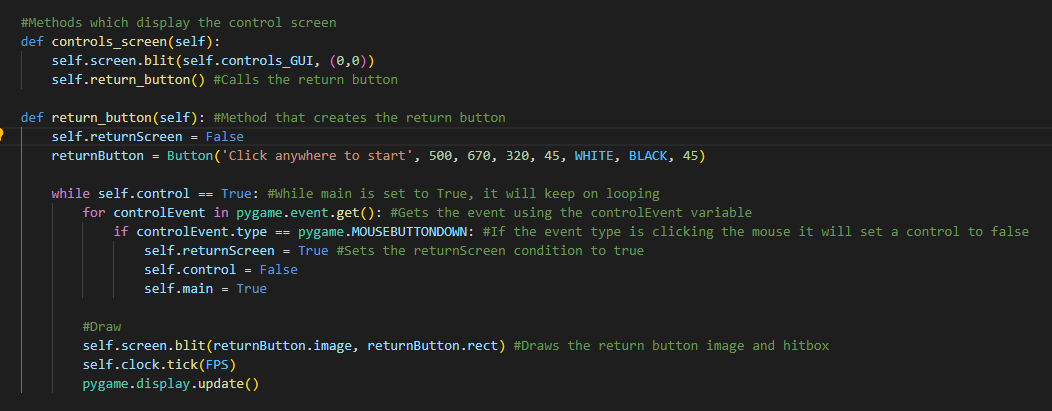 #Methods which display the control screen
def controls_screen(self):
    self.screen.blit(self.controls_GUI, (0,0))
    self.return_button() #Calls the return button

def return_button(self): #Method that creates the return button
    self.returnScreen = False
    returnButton = Button('Click anywhere to start', 500, 670, 320, 45, WHITE, BLACK, 45)

    while self.control == True: #While main is set to True, it will keep on looping
        for controlEvent in pygame.event.get(): #Gets the event using the controlEvent variable
            if controlEvent.type == pygame.MOUSEBUTTONDOWN: #If the event type is clicking the mouse it will set a control to false
                self.returnScreen = True #Sets the returnScreen condition to true
                self.control = False
                self.main = True

        #Draw
        self.screen.blit(returnButton.image, returnButton.rect) #Draws the return button image and hitbox
        self.clock.tick(FPS)
        pygame.display.update()